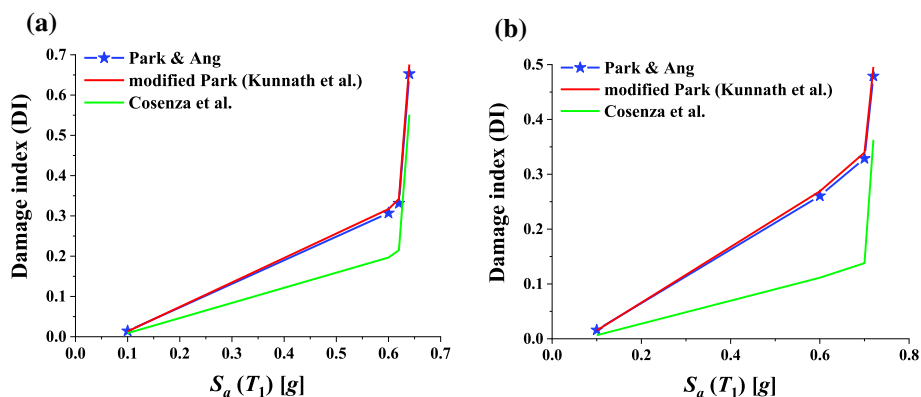 (a)
Park & Ang
modified Park (Kunnath et al.)
Cosenza et al.
Damage index (DI)
0.7
0.6
0.5
0.4
0.3
0.2
0.1
0.0
0.0 0.1 0.2 0.3 0.4 0.5 0.6 0.7
Sₐ (T₁) [g]
(b)
Park & Ang
modified Park (Kunnath et al.)
Cosenza et al.
Damage index (DI)
0.5
0.4
0.3
0.2
0.1
0.0
0.0 0.2 0.4 0.6 0.8
Sₐ (T₁) [g]